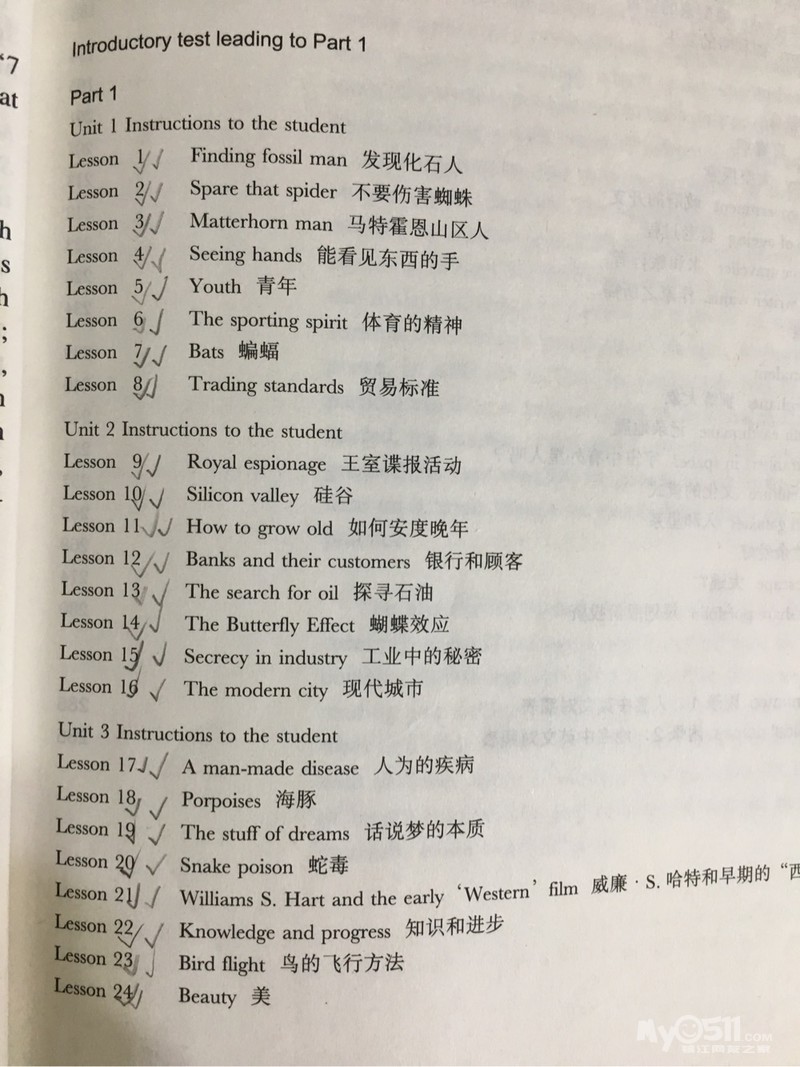 "7
at
h
s
h
;
,
n
,
Introductory test leading to Part 1
Part 1
Unit 1 Instructions to the student
Lesson 1 Finding fossil man 发现化石人
Lesson 2 Spare that spider 不要伤害蜘蛛
Lesson 3 Matterhorn man 马特霍恩山区人
Lesson 4 Seeing hands 能看见东西的手
Lesson 5 Youth 青年
Lesson 6 The sporting spirit 体育的精神
Lesson 7 Bats 蝙蝠
Lesson 8 Trading standards 贸易标准
Unit 2 Instructions to the student
Lesson 9 Royal espionage 王室谍报活动
Lesson 10 Silicon valley 硅谷
Lesson 11 How to grow old 如何安度晚年
Lesson 12 Banks and their customers 银行和顾客
Lesson 13 The search for oil 探寻石油
Lesson 14 The Butterfly Effect 蝴蝶效应
Lesson 15 Secrecy in industry 工业中的秘密
Lesson 16 The modern city 现代城市
Unit 3 Instructions to the student
Lesson 17 A man-made disease 人为的疾病
Lesson 18 Porpoises 海豚
Lesson 19 The stuff of dreams 话说梦的本质
Lesson 20 Snake poison 蛇毒
Lesson 21 Williams S. Hart and the early 'Western' film 威廉·S.哈特和早期的“西
Lesson 22 Knowledge and progress 知识和进步
Lesson 23 Bird flight 鸟的飞行方法
Lesson 24 Beauty 美
My0511.COM